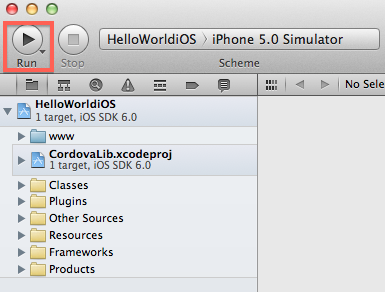 Run
Stop
HelloWorldiOS
iPhone 5.0 Simulator
Scheme
No Sele
HelloWorldiOS
1 target, iOS SDK 6.0
www
CordovaLib.xcodeproj
1 target, iOS SDK 6.0
Classes
Plugins
Other Sources
Resources
Frameworks
Products